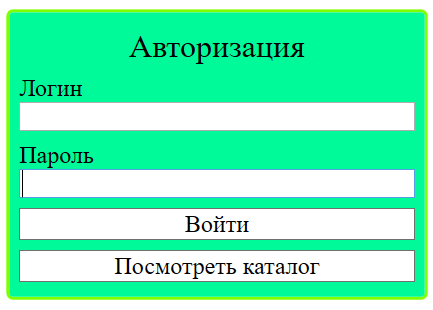 Авторизация
Логин
Пароль
Войти
Посмотреть каталог